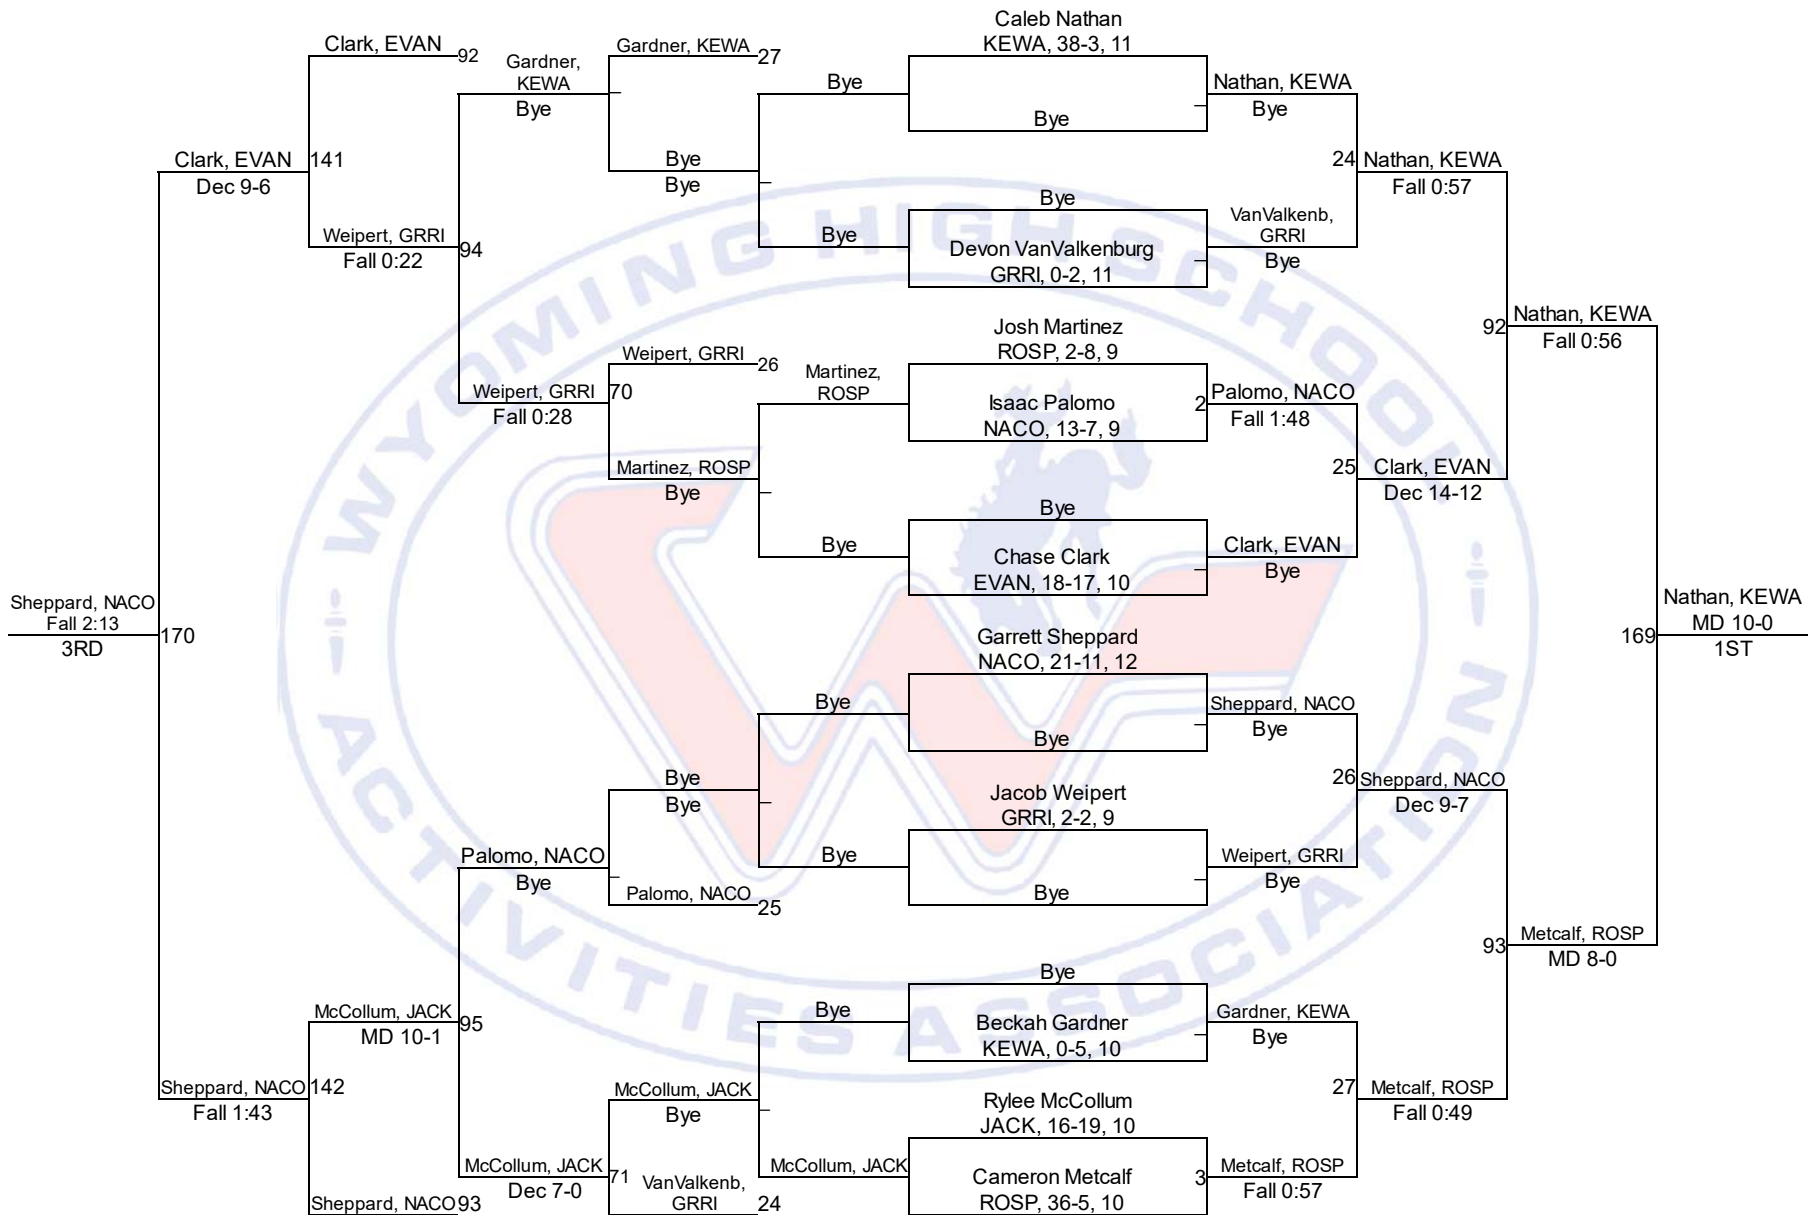 Caleb Nathan
KEWA, 38-3, 11
Clark, EVAN
92
Gardner, KEWA
27
Gardner,
KEWA
Bye
Bye
Nathan, KEWA
Bye
Bye
Clark, EVAN
141
Dec 9-6
Bye
Bye
24
Nathan, KEWA
Fall 0:57
Bye
VanValkenb,
GRRI
Bye
Weipert, GRRI
94
Fall 0:22
Bye
Devon VanValkenburg
GRRI, 0-2, 11
WYOMING HIGH SCHOOL
92
Nathan, KEWA
Fall 0:56
Josh Martinez
ROSP, 2-8, 9
Weipert, GRRI
26
Martinez,
ROSP
Weipert, GRRI
70
Fall 0:28
Isaac Palomo
NACO, 13-7, 9
2
Palomo, NACO
Fall 1:48
Martinez, ROSP
Bye
25
Clark, EVAN
Dec 14-12
Bye
Bye
Chase Clark
EVAN, 18-17, 10
Clark, EVAN
Bye
Sheppard, NACO
Fall 2:13
3RD
170
Nathan, KEWA
169
MD 10-0
1ST
Garrett Sheppard
NACO, 21-11, 12
Bye
Sheppard, NACO
Bye
Bye
Bye
Bye
26
Sheppard, NACO
Dec 9-7
Jacob Weipert
GRRI, 2-2, 9
Palomo, NACO
Bye
Bye
Weipert, GRRI
Bye
Palomo, NACO
25
Bye
93
Metcalf, ROSP
MD 8-0
ACTIVITIES ASSOCIATION
Bye
McCollum, JACK
95
MD 10-1
Bye
Beckah Gardner
KEWA, 0-5, 10
Gardner, KEWA
Bye
Sheppard, NACO
142
Fall 1:43
McCollum, JACK
Bye
27
Metcalf, ROSP
Fall 0:49
Rylee McCollum
JACK, 16-19, 10
McCollum, JACK
71
Dec 7-0
McCollum, JACK
Cameron Metcalf
ROSP, 36-5, 10
3
Metcalf, ROSP
Fall 0:57
VanValkenb,
GRRI
24
Sheppard, NACO
93